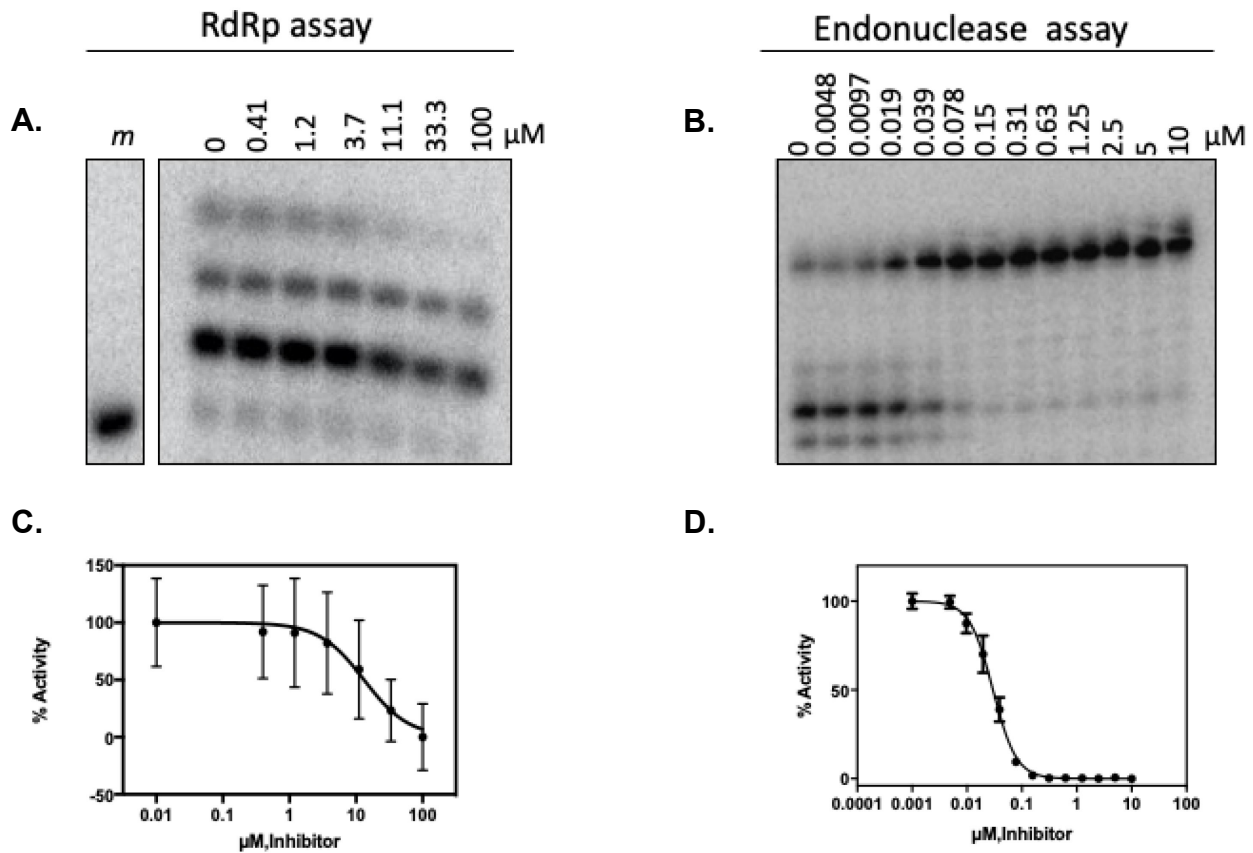 RdRp assay
Endonuclease assay
A.
m
0 0.41 1.2 3.7 11.1 33.3 100 µM
B.
0 0.0048 0.0097 0.019 0.039 0.078 0.15 0.31 0.63 1.25 2.5 5 10 µM
C.
150
100
50
0
-50
% Activity
0.01 0.1 1 10 100
µM,Inhibitor
D.
100
50
0
% Activity
0.0001 0.001 0.01 0.1 1 10 100
µM,Inhibitor